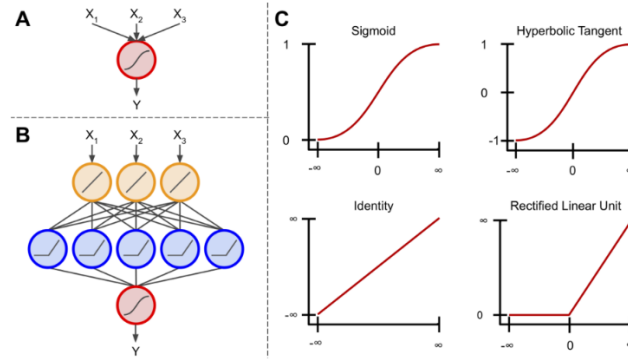 A
X1 X2 X3
Y
B
X1 X2 X3
Y
C
Sigmoid
1
0
-∞ 0 ∞
Hyperbolic Tangent
1
0
-1
-∞ 0 ∞
Identity
∞
-∞
-∞ ∞
Rectified Linear Unit
∞
0
-∞ 0 ∞